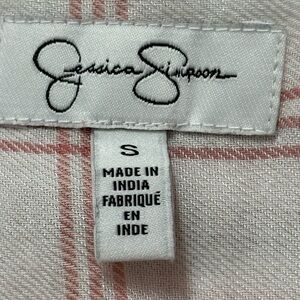 Jessica Simpson
S
MADE IN
INDIA
FABRIQUÉ
EN
INDE